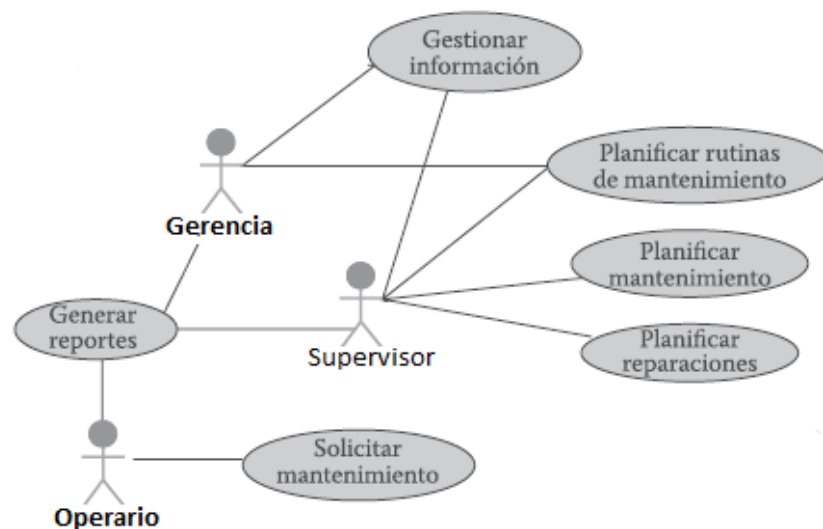 Gestionar
información
Planificar rutinas
de mantenimiento
Gerencia
Planificar
mantenimiento
Generar
reportes
Supervisor
Planificar
reparaciones
Solicitar
mantenimiento
Operario